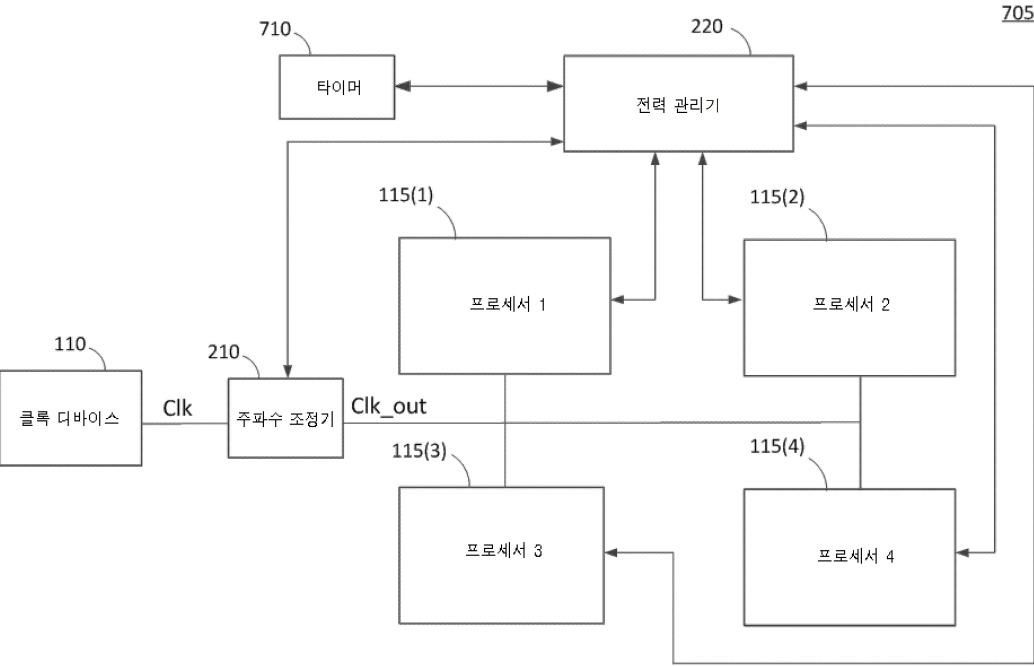 705
710
220
타이머
전력 관리기
115(1)
115(2)
프로세서 1
프로세서 2
110
210
클록 디바이스
Clk
주파수 조정기
Clk_out
115(3)
115(4)
프로세서 3
프로세서 4